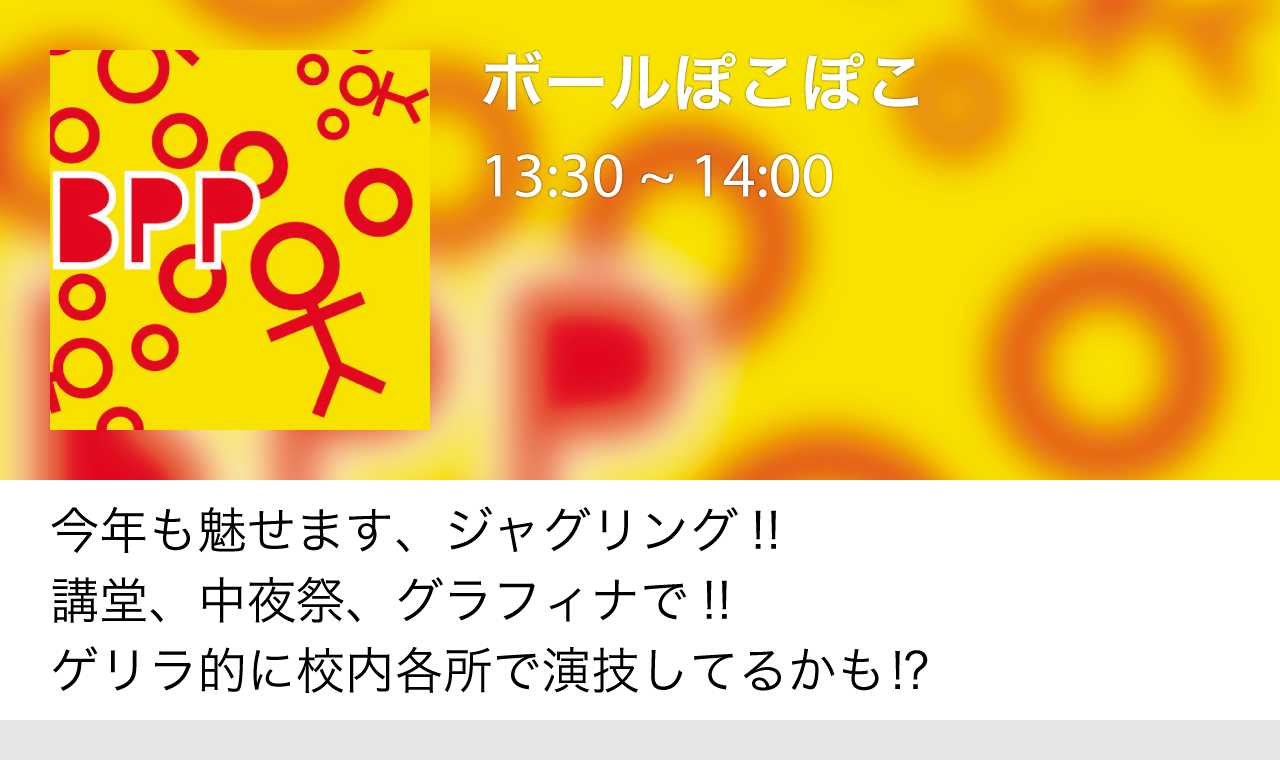 BPP
ボールぽこぽこ
13:30 ~ 14:00
今年も魅せます、ジャグリング!!
講堂、中夜祭、グラフィナで!!
ゲリラ的に校内各所で演技してるかも!?